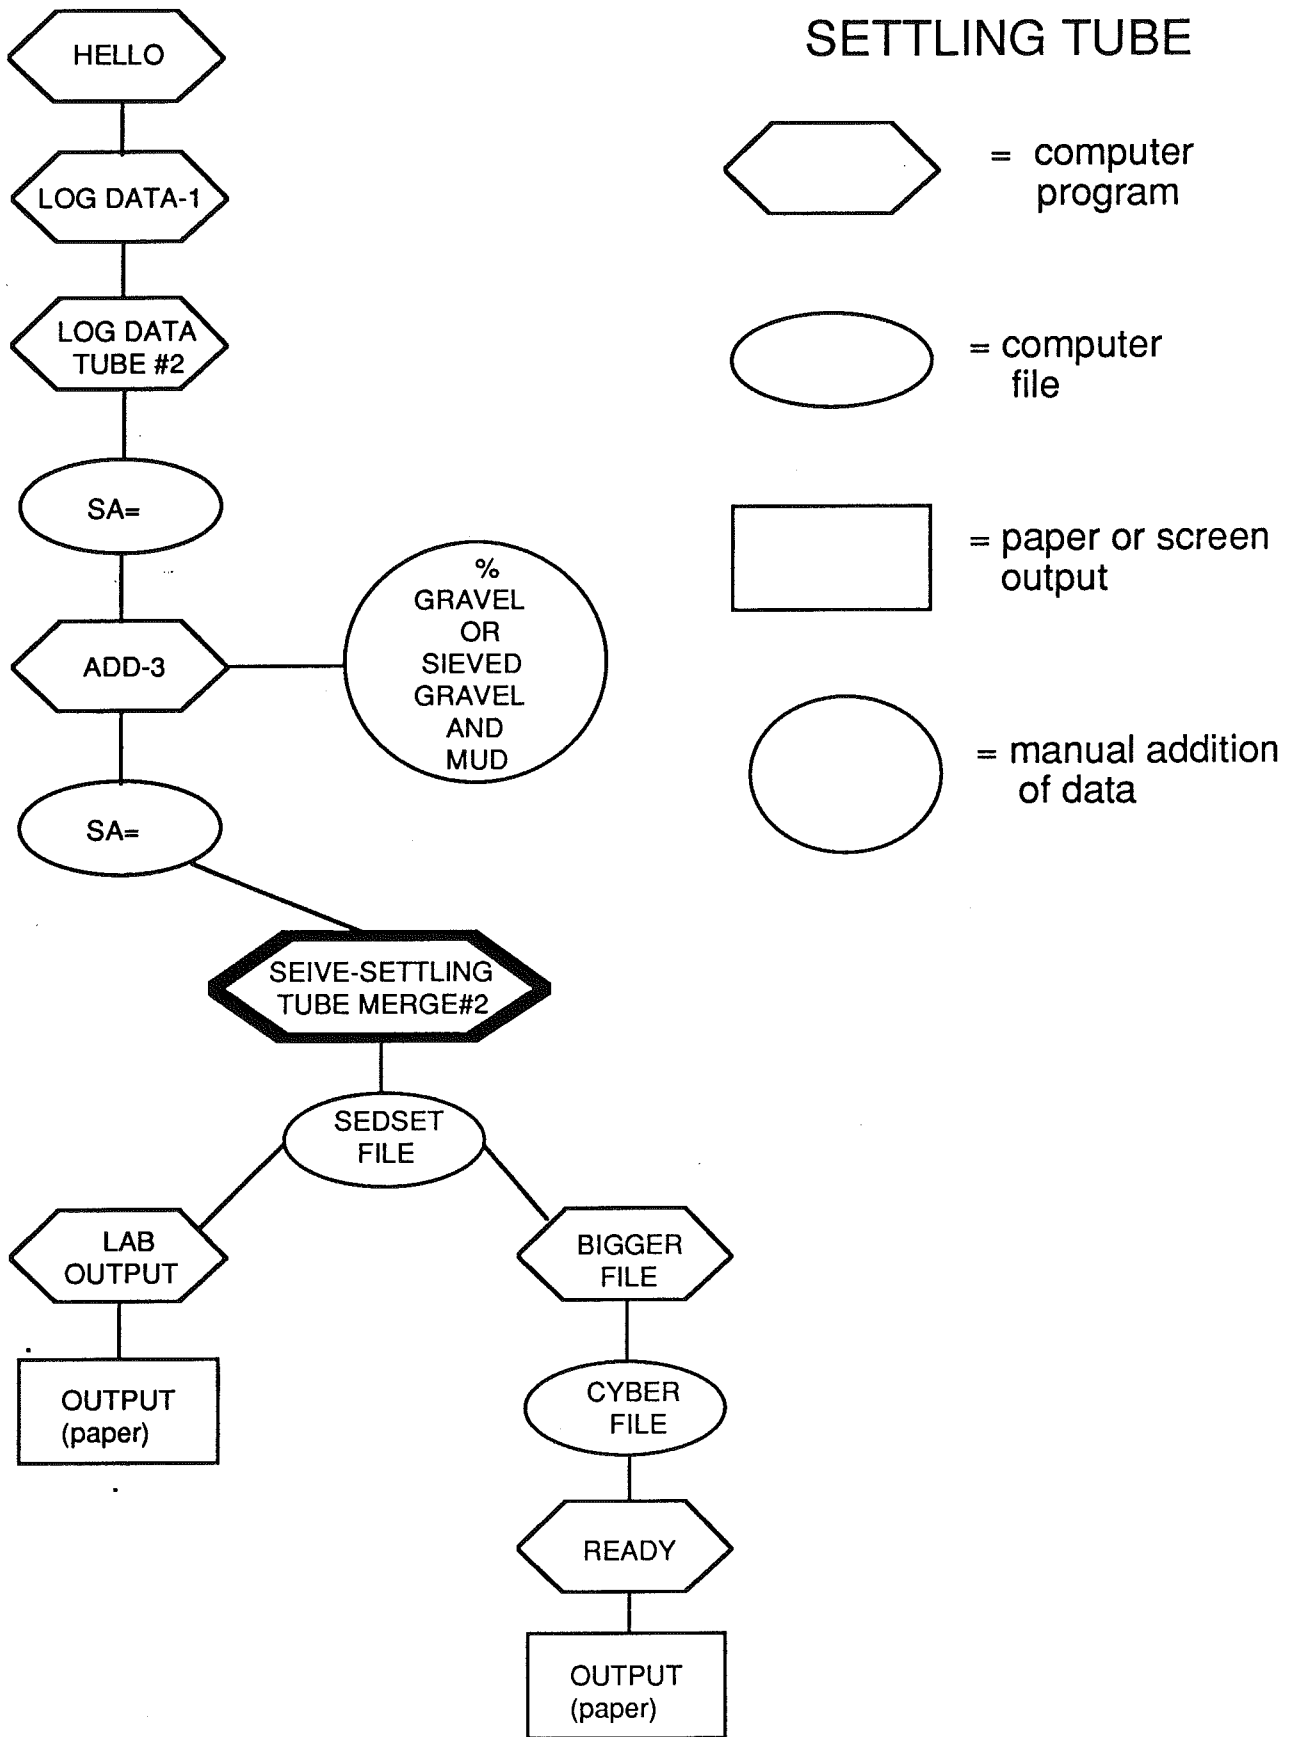 SETTLING TUBE
HELLO
LOG DATA-1
LOG DATA
TUBE #2
SA=
ADD-3
%
GRAVEL
OR
SIEVED
GRAVEL
AND
MUD
SA=
SEIVE-SETTLING
TUBE MERGE#2
SEDSET
FILE
LAB
OUTPUT
OUTPUT
(paper)
BIGGER
FILE
CYBER
FILE
READY
OUTPUT
(paper)
= computer
program
= computer
file
= paper or screen
output
= manual addition
of data